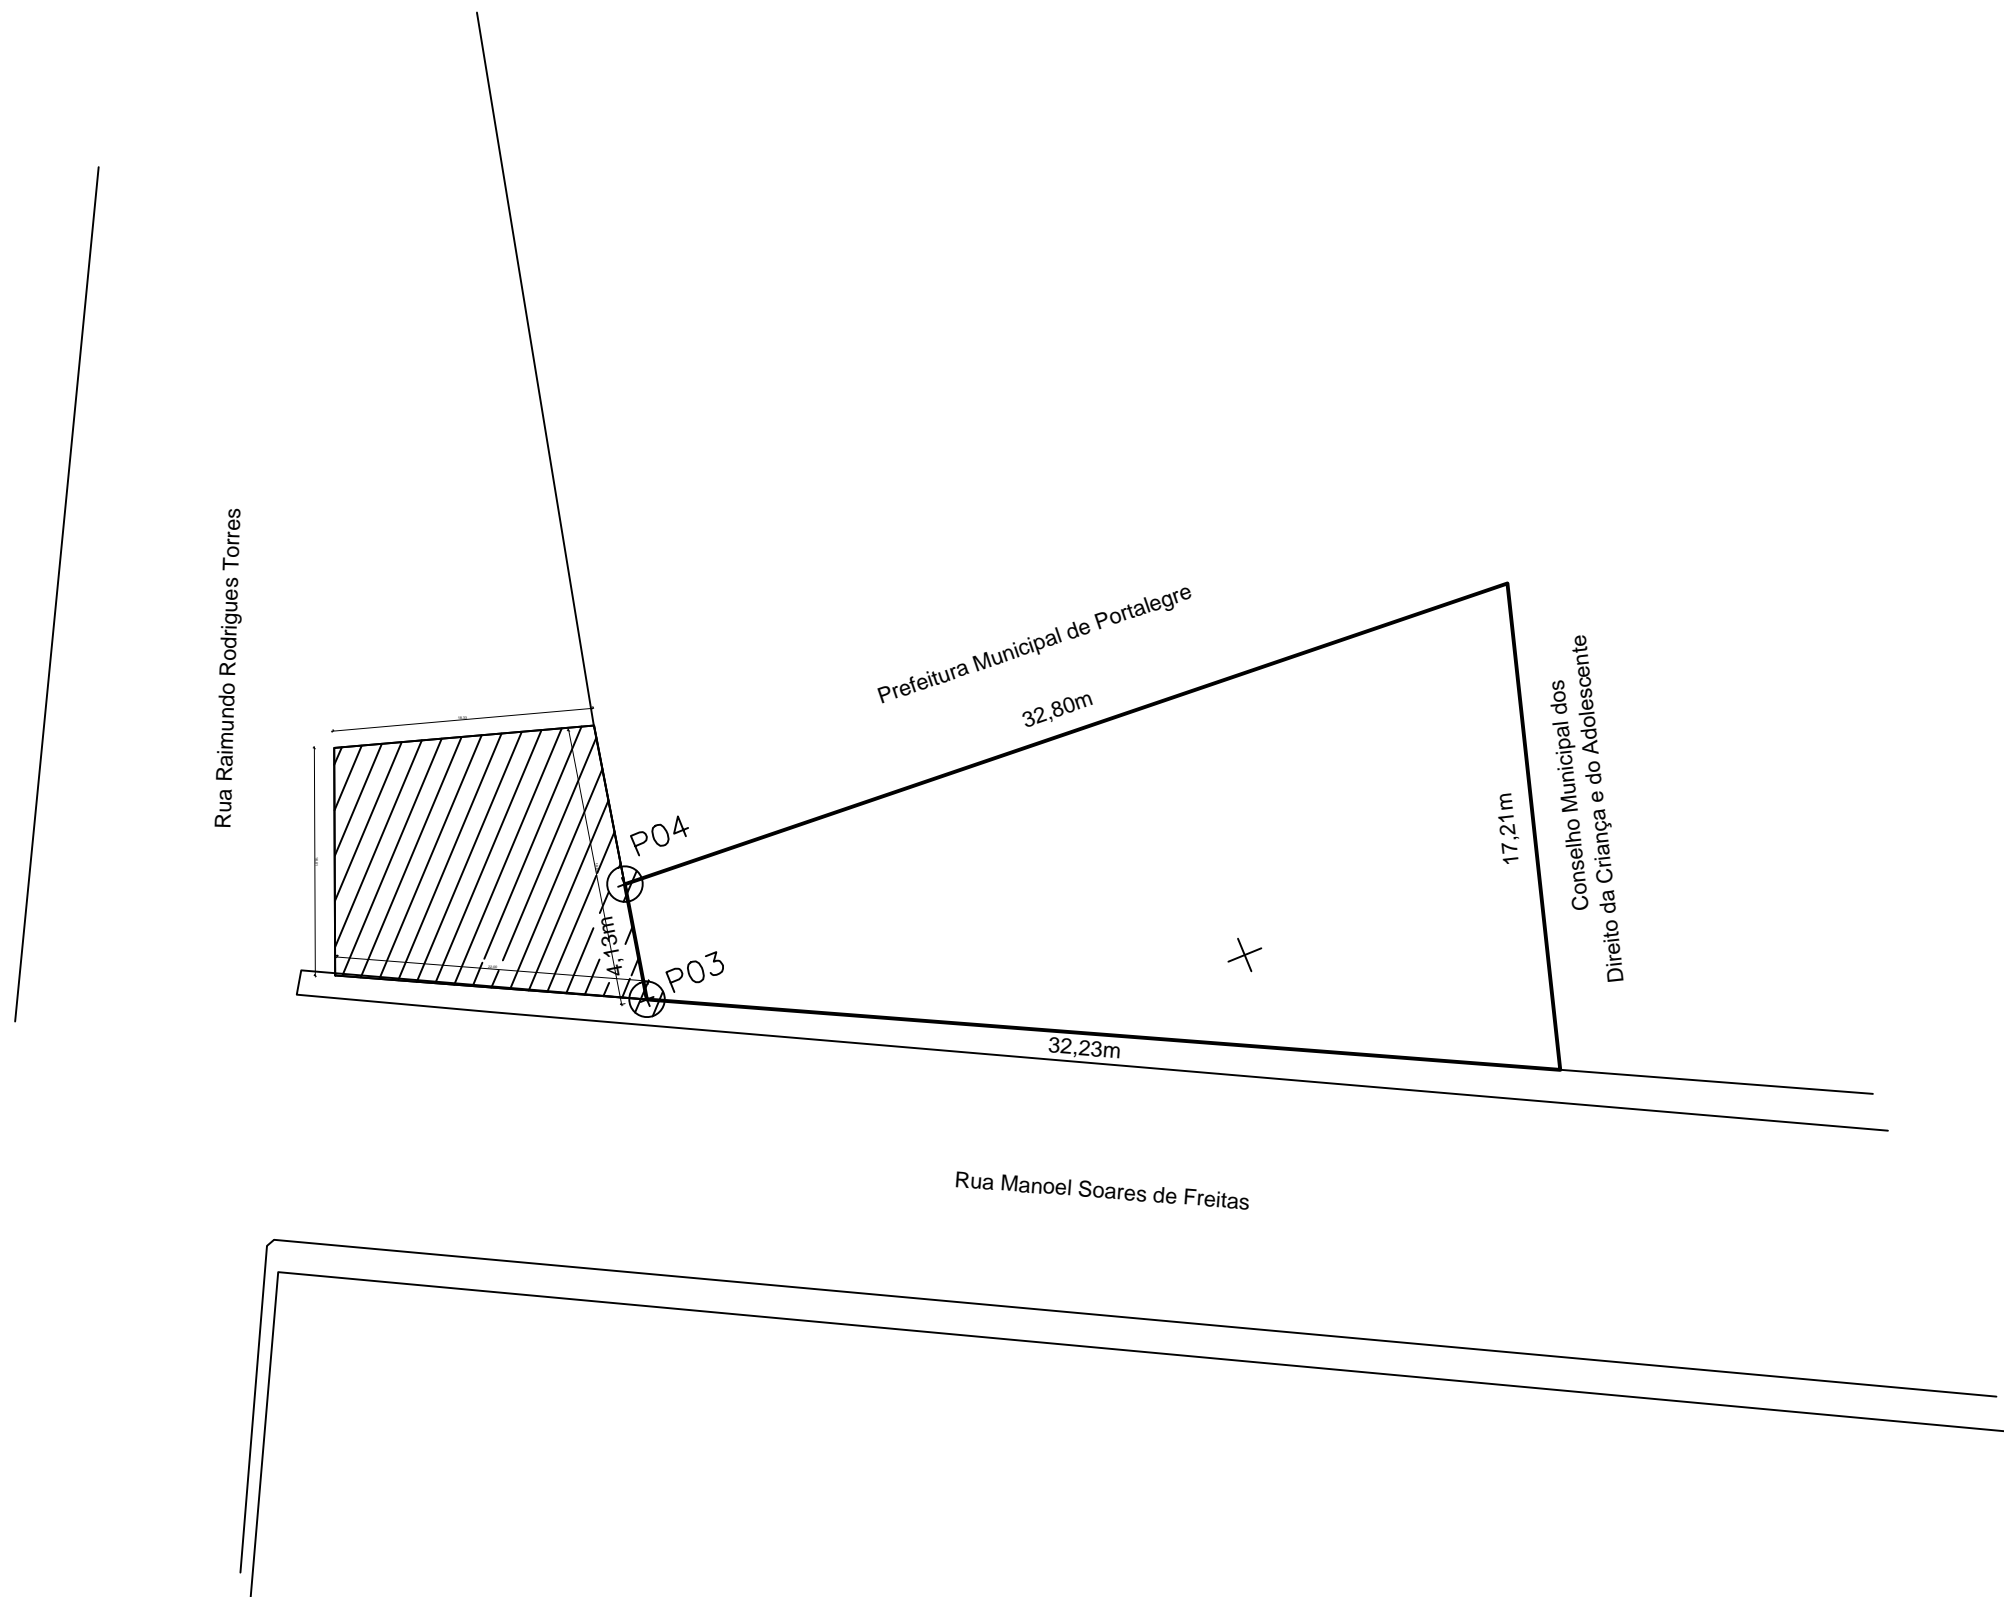 Rua Raimundo Rodrigues Torres
Prefeitura Municipal de Portalegre
32,80m
Conselho Municipal dos
Direito da Criança e do Adolescente
17,21m
P04
4,13m
P03
32,23m
Rua Manoel Soares de Freitas